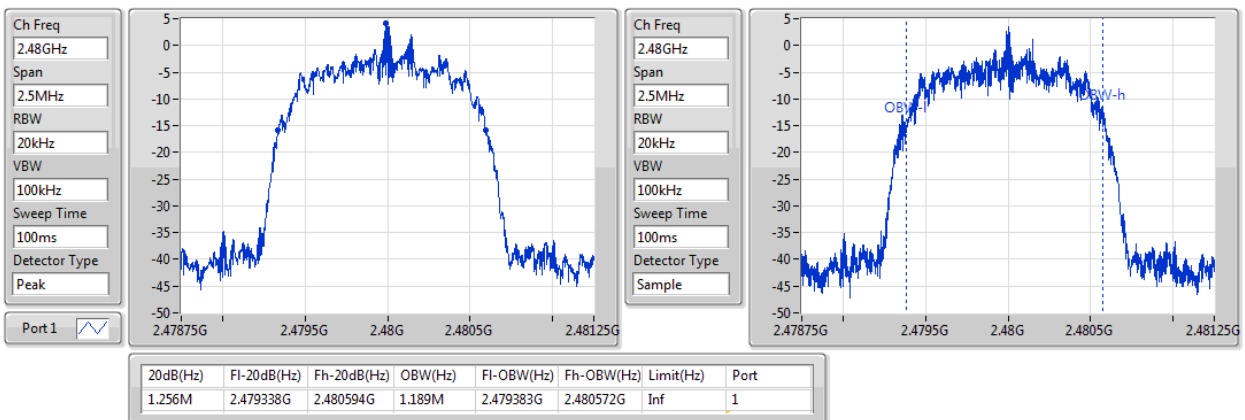 Ch Freq
2.48GHz
Span
2.5MHz
RBW
20kHz
VBW
100kHz
Sweep Time
100ms
Detector Type
Peak
Port 1
5
0
-5
-10
-15
-20
-25
-30
-35
-40
-45
-50
2.47875G 2.4795G 2.48G 2.4805G 2.48125G
Ch Freq
2.48GHz
Span
2.5MHz
RBW
20kHz
VBW
100kHz
Sweep Time
100ms
Detector Type
Sample
5
0
-5
-10
-15
-20
-25
-30
-35
-40
-45
-50
OBW-l
OBW-h
2.47875G 2.4795G 2.48G 2.4805G 2.48125G
20dB(Hz) Fl-20dB(Hz) Fh-20dB(Hz) OBW(Hz) Fl-OBW(Hz) Fh-OBW(Hz) Limit(Hz) Port
1.256M 2.479338G 2.480594G 1.189M 2.479383G 2.480572G Inf 1